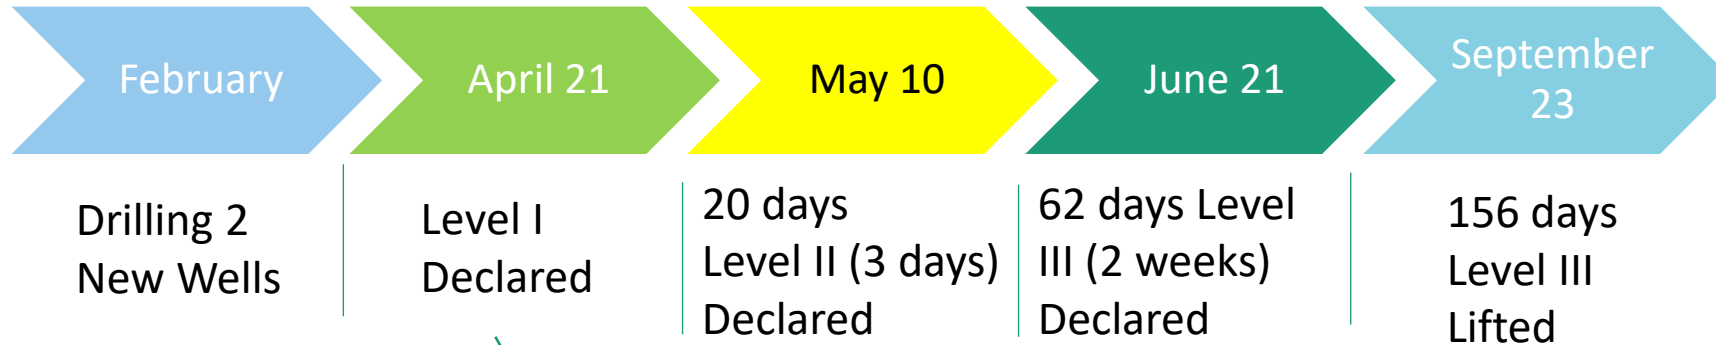 February
April 21
May 10
June 21
September
23
Drilling 2
New Wells
Level I
Declared
20 days
Level II (3 days)
Declared
62 days Level
III (2 weeks)
Declared
156 days
Level III
Lifted